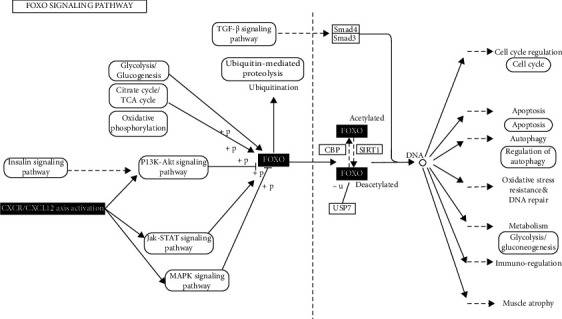 FOXO SIGNALING PATHWAY
TGF-β signaling
pathway
Smad4
Smad3
Glycolysis/
Glucogenesis
Ubiquitin-mediated
proteolysis
Ubiquitination
Citrate cycle/
TCA cycle
Oxidative
phosphorylation
+ p
+ p
+ p
+ p
+ p
Insulin signaling
pathway
PI3K-Akt signaling
pathway
FOXO
CXCR/CXCL12 axis activation
Jak-STAT signaling
pathway
MAPK signaling
pathway
Acetylated
FOXO
CBP
SIRT1
FOXO
Deacetylated
- u
USP7
DNA
Cell cycle regulation
Cell cycle
Apoptosis
Apoptosis
Autophagy
Regulation of
autophagy
Oxidative stress
resistance&
DNA repair
Metabolism
Glycolysis/
gluconeogenesis
Immuno-regulation
Muscle atrophy